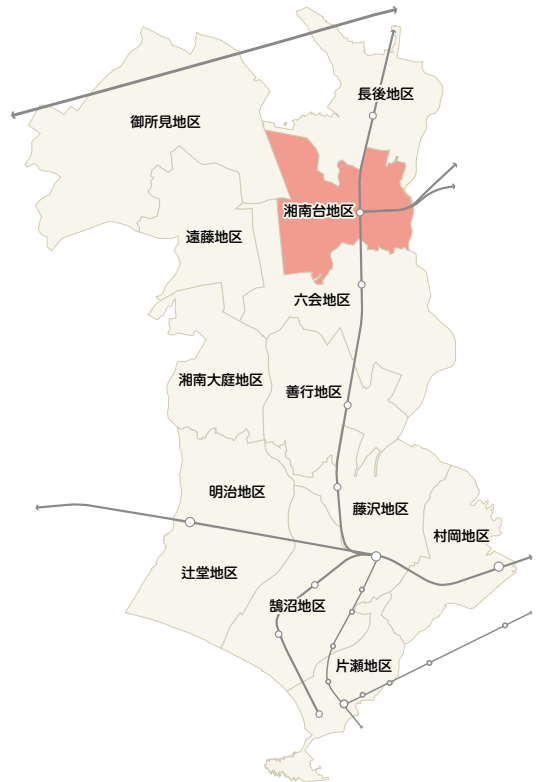 長後地区
御所見地区
湘南台地区
遠藤地区
六会地区
湘南大庭地区
善行地区
明治地区
藤沢地区
村岡地区
辻堂地区
鵠沼地区
片瀬地区